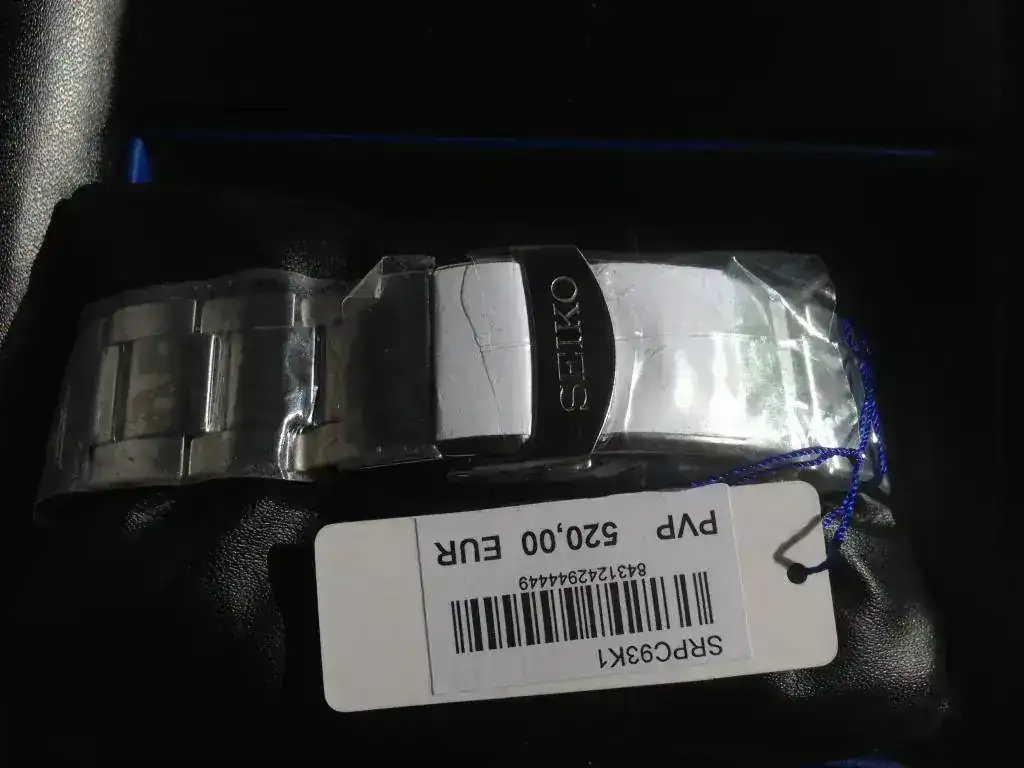 SEIKO
SRPC93K1
8431242944449
PVP 520,00 EUR